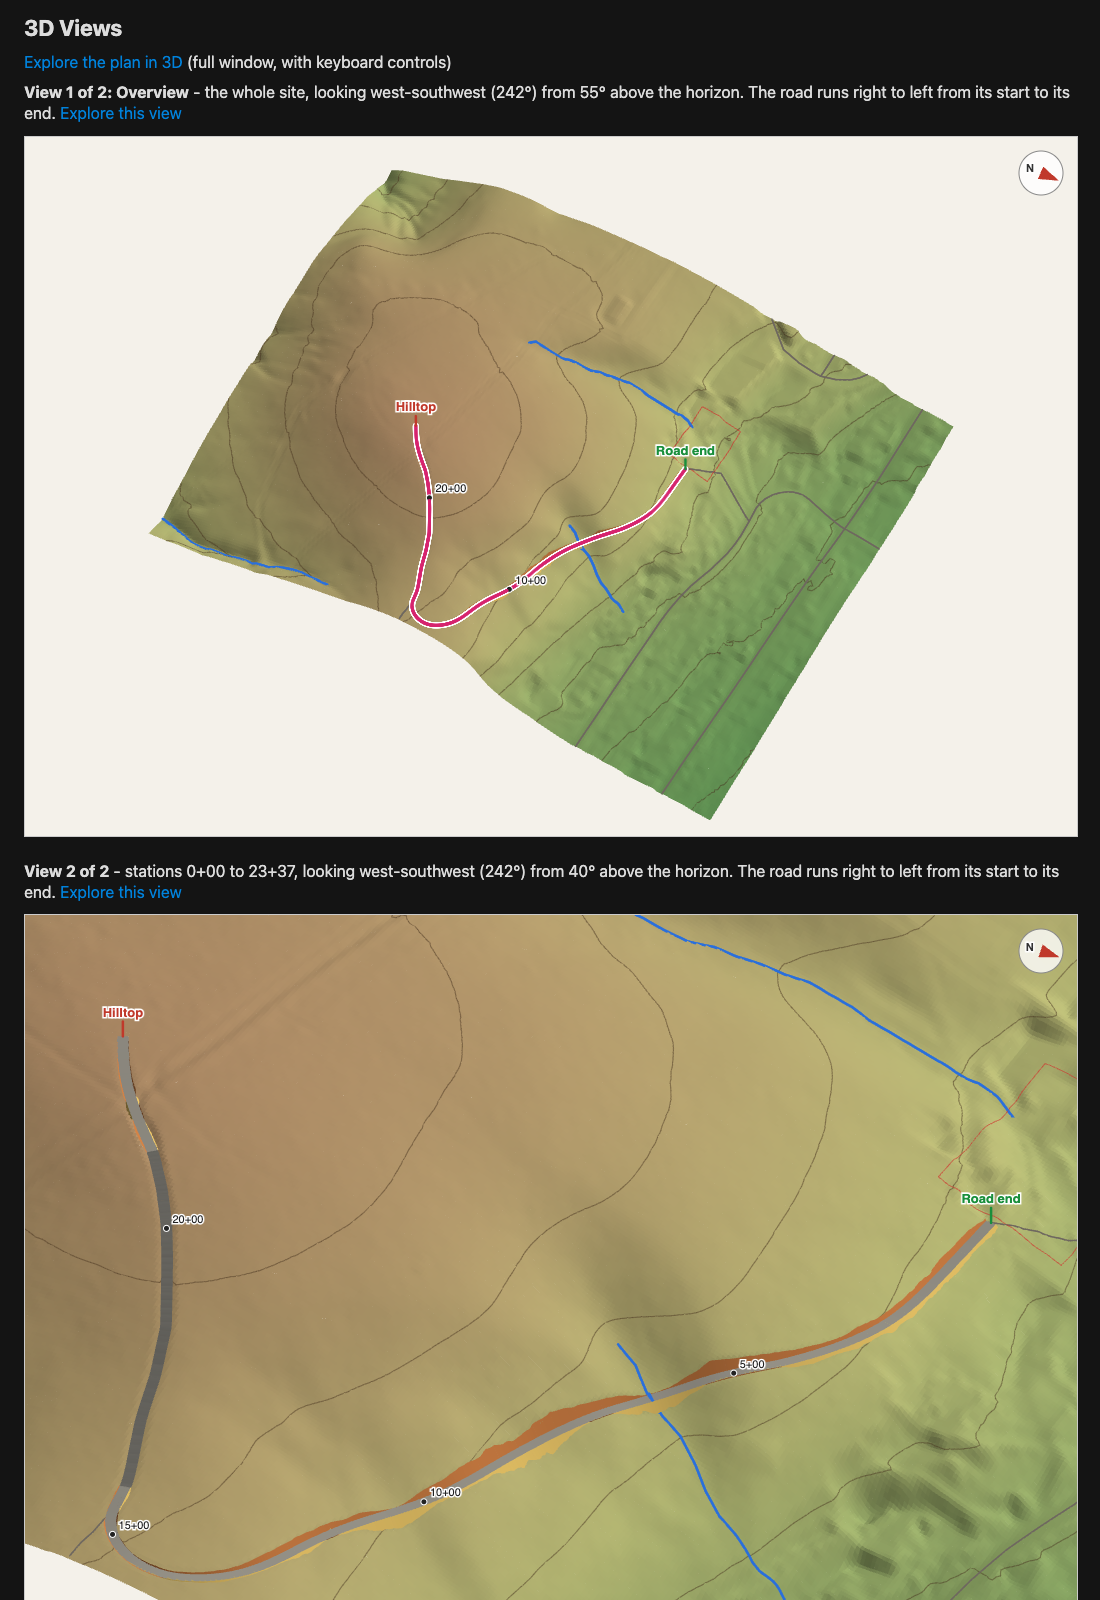 3D Views
Explore the plan in 3D (full window, with keyboard controls)
View 1 of 2: Overview - the whole site, looking west-southwest (242°) from 55° above the horizon. The road runs right to left from its start to its
end. Explore this view
N
Hilltop
Road end
20+00
10+00
View 2 of 2 - stations 0+00 to 23+37, looking west-southwest (242°) from 40° above the horizon. The road runs right to left from its start to its
end. Explore this view
N
Hilltop
Road end
20+00
5+00
10+00
15+00